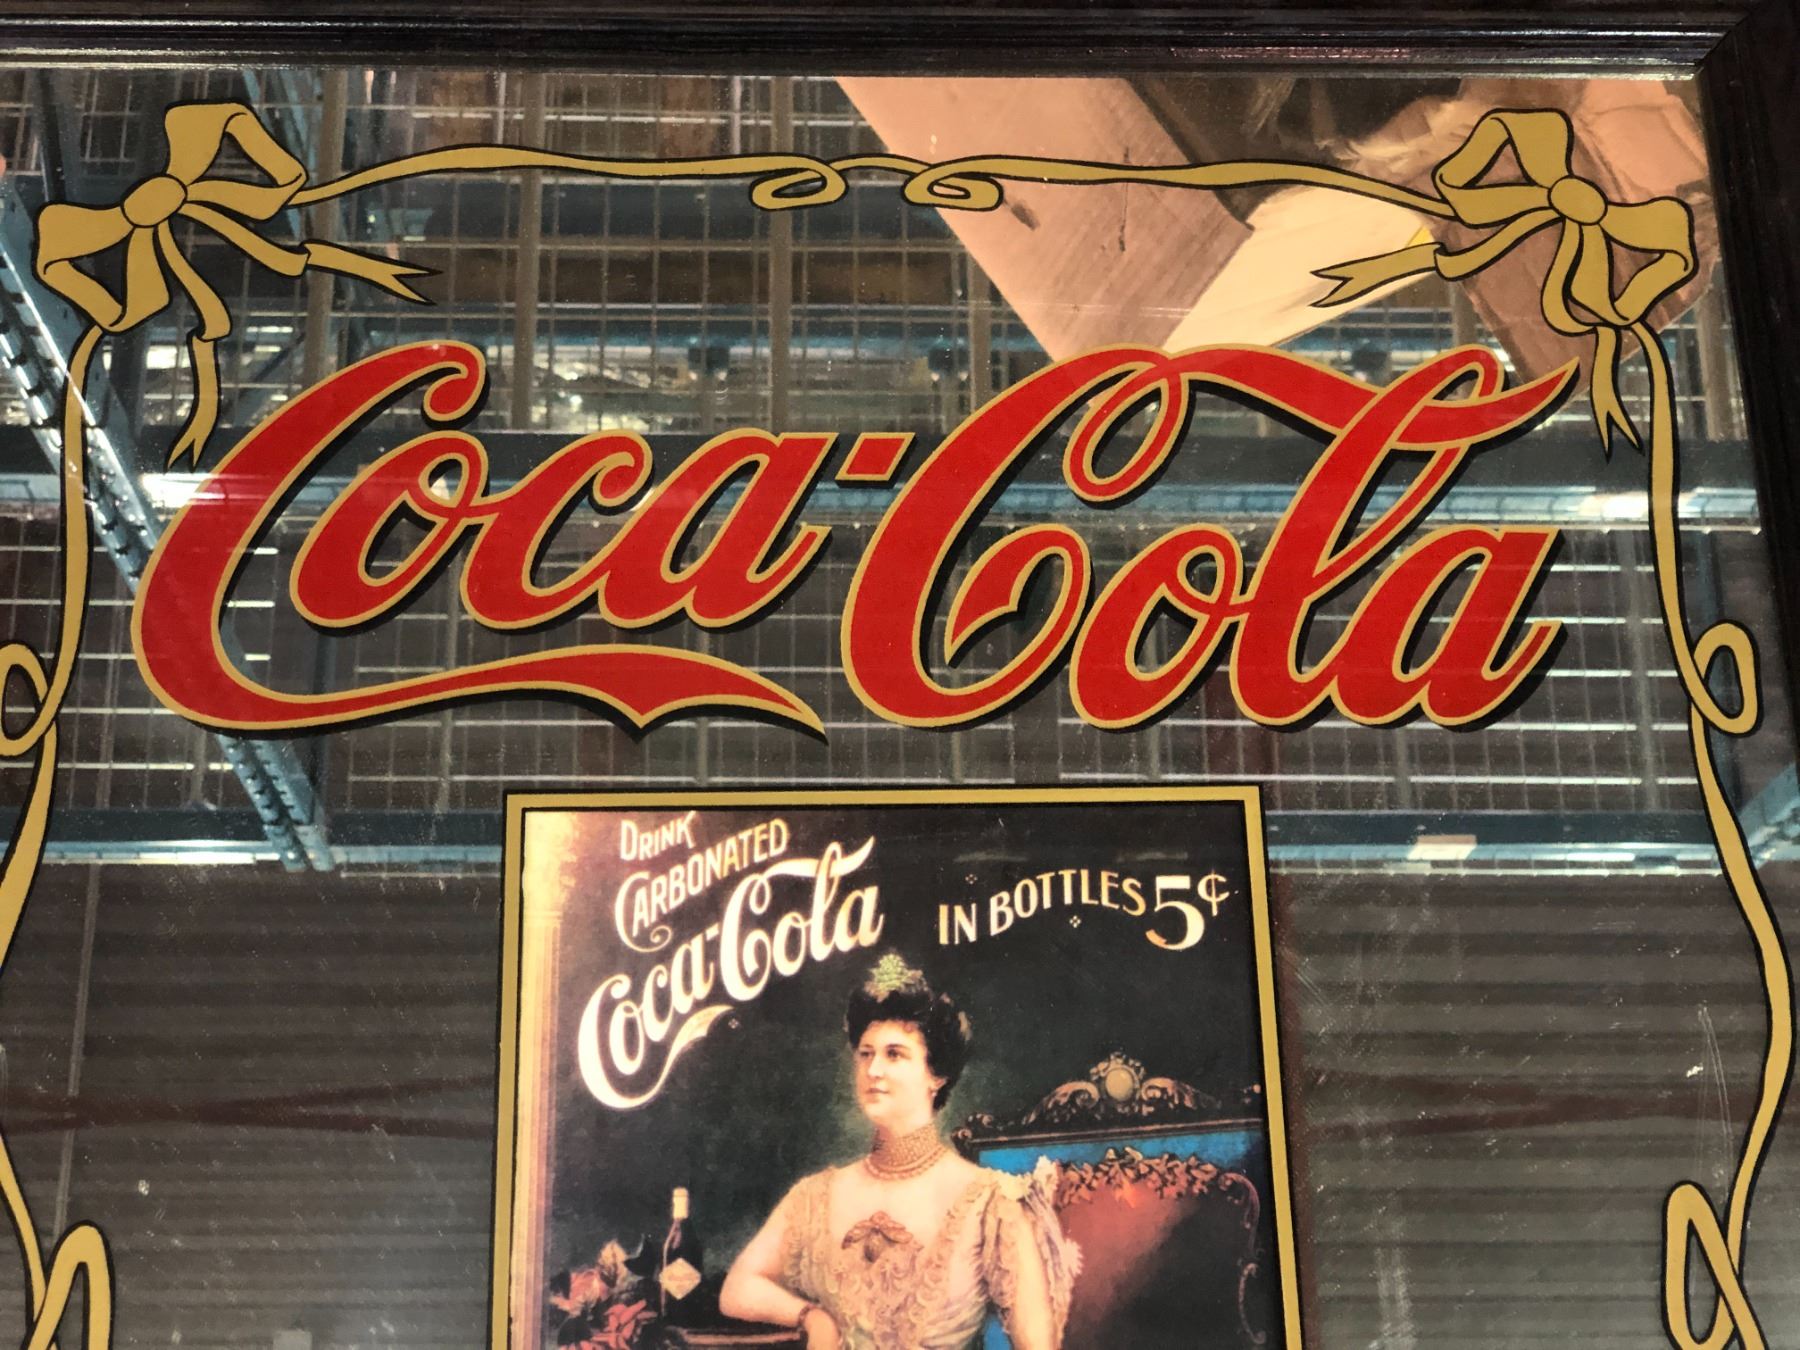 Coca-Cola
DRINK
CARBONATED
Coca-Cola
IN BOTTLES 5¢